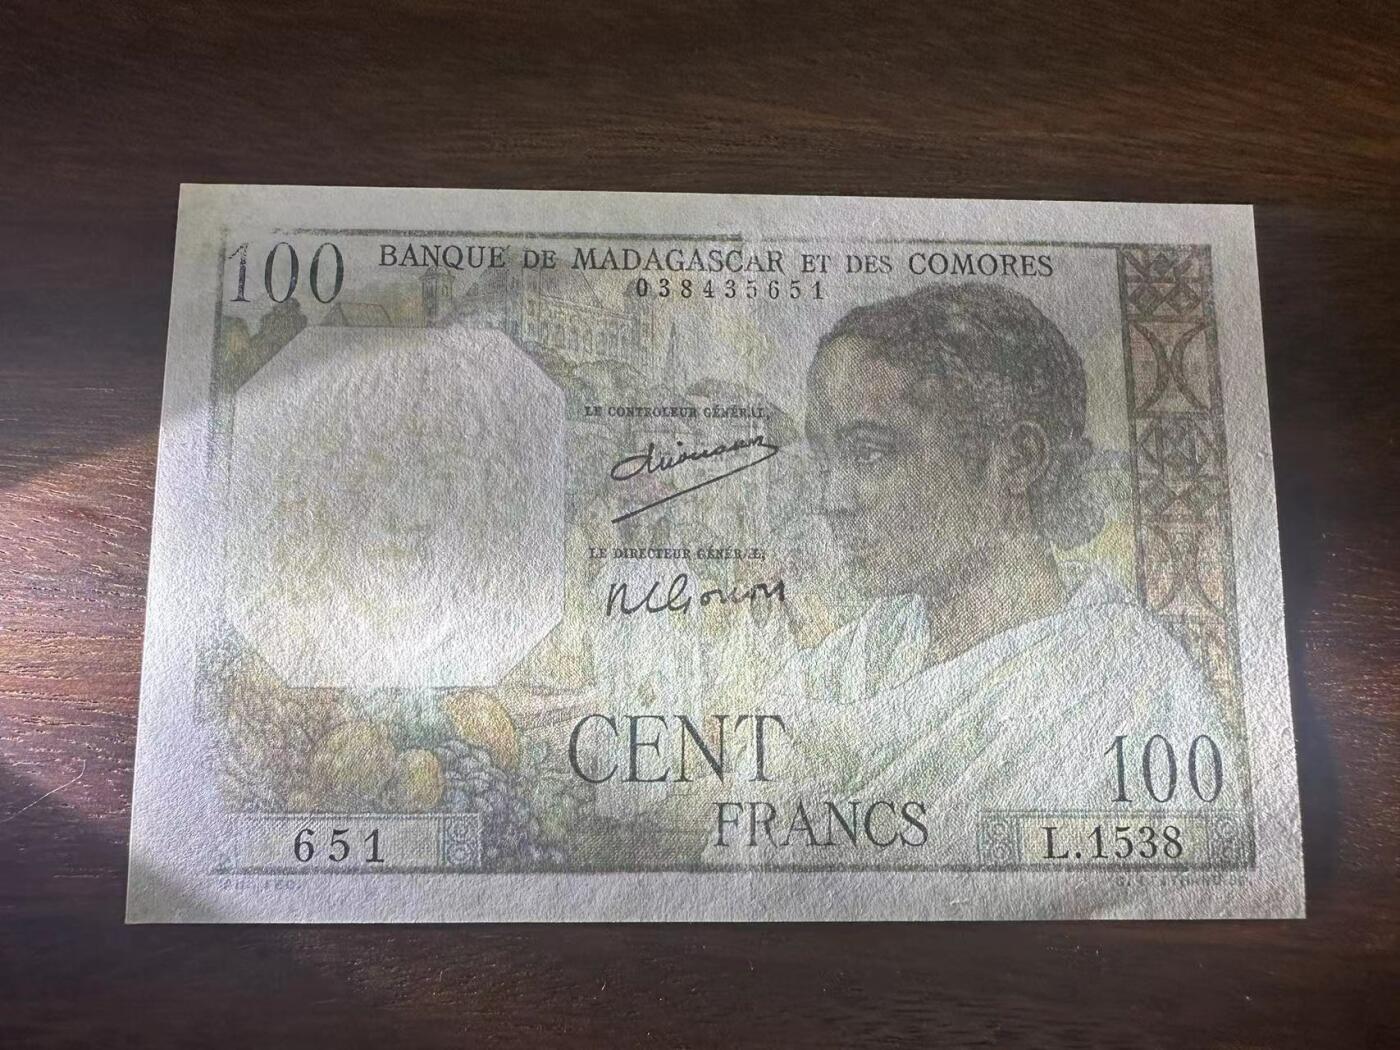 100
BANQUE DE MADAGASCAR ET DES COMORES
038435651
LE CONTROLEUR GÉNÉRAL,
LE DIRECTEUR GÉNÉRAL,
CENT
FRANCS
100
651
L.1538